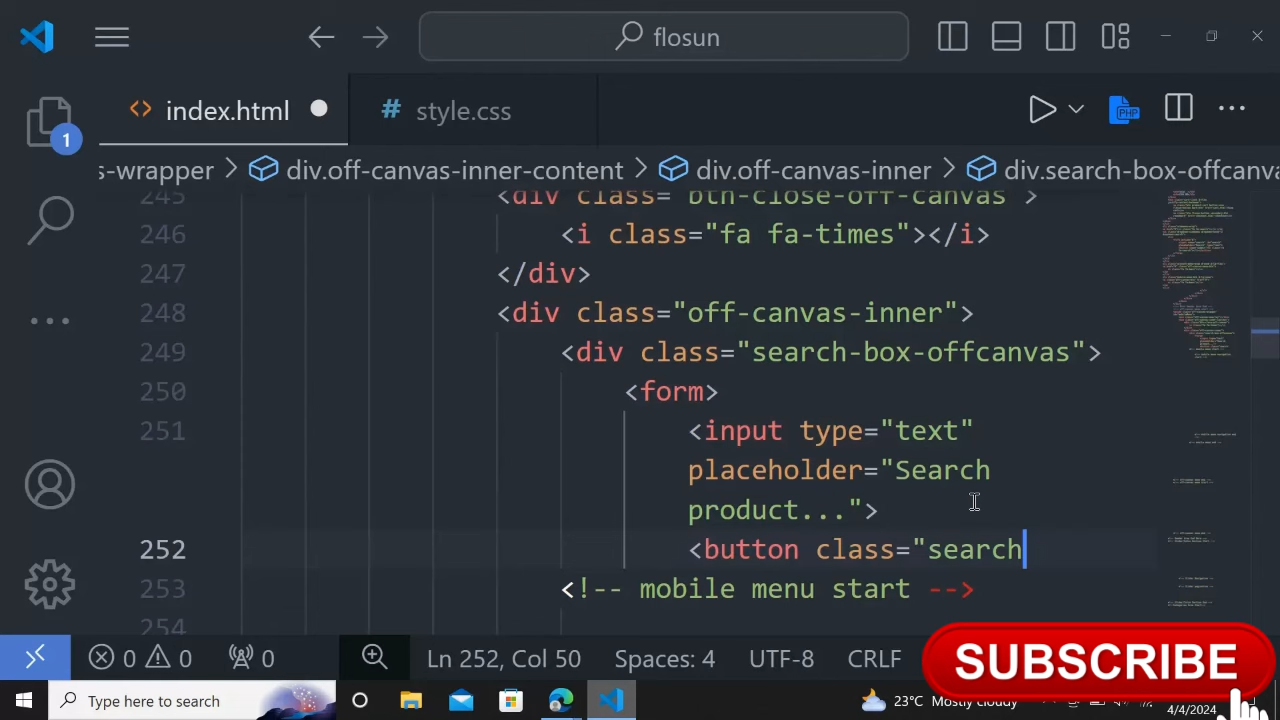 flosun
index.html
# style.css
1
s-wrapper > div.off-canvas-inner-content > div.off-canvas-inner > div.search-box-offcanva
245 <div class="btn-close-off-canvas">
246 <i class="fa fa-times"></i>
247 </div>
248 <div class="off-canvas-inner">
249 <div class="search-box-offcanvas">
250 <form>
251 <input type="text"
placeholder="Search
product...">
252 <button class="search
253 <!-- mobile menu start -->
254
0 0 0 Ln 252, Col 50 Spaces: 4 UTF-8 CRLF
SUBSCRIBE
Type here to search
23°C Mostly cloudy
4/4/2024